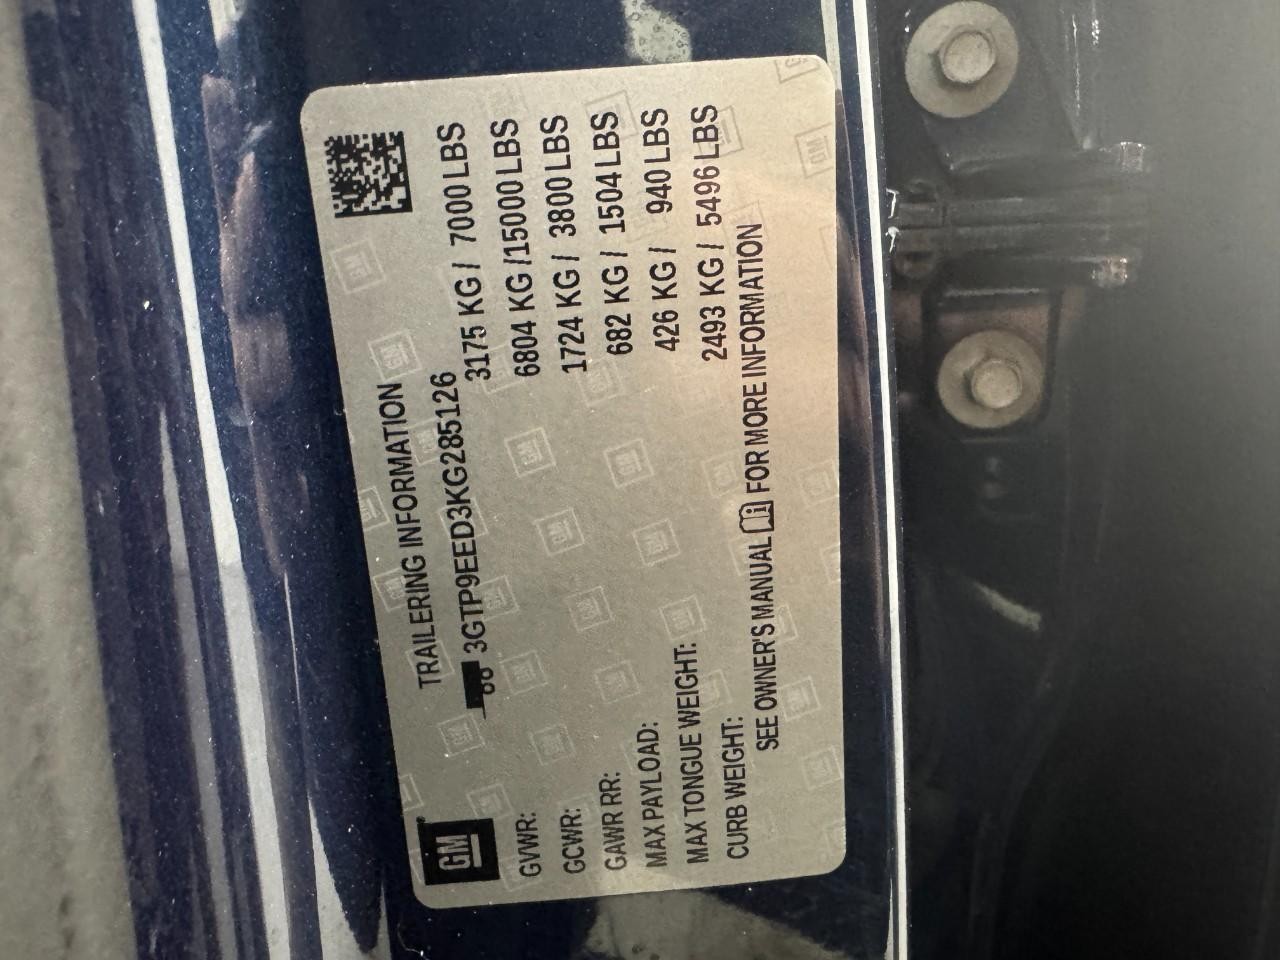 GM
TRAILERING INFORMATION
3GTP9EED3KG285126
GVWR: 3175 KG / 7000 LBS
GCWR: 6804 KG /15000 LBS
GAWR RR: 1724 KG / 3800 LBS
MAX PAYLOAD: 682 KG / 1504 LBS
MAX TONGUE WEIGHT: 426 KG / 940 LBS
CURB WEIGHT: 2493 KG / 5496 LBS
SEE OWNER'S MANUAL i FOR MORE INFORMATION